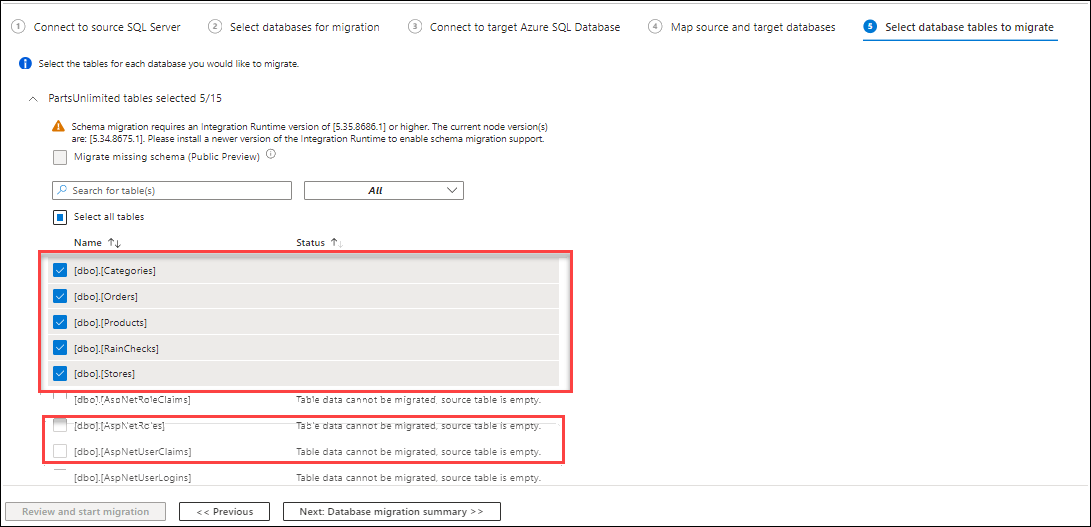 1 Connect to source SQL Server 2 Select databases for migration 3 Connect to target Azure SQL Database 4 Map source and target databases 5 Select database tables to migrate
Select the tables for each database you would like to migrate.
PartsUnlimited tables selected 5/15
Schema migration requires an Integration Runtime version of [5.35.8686.1] or higher. The current node version(s)
are: [5.34.8675.1]. Please install a newer version of the Integration Runtime to enable schema migration support.
Migrate missing schema (Public Preview)
Search for table(s) All
Select all tables
Name Status
[dbo].[Categories]
[dbo].[Orders]
[dbo].[Products]
[dbo].[RainChecks]
[dbo].[Stores]
[dbo].[AspNetRoleClaims] Table data cannot be migrated, source table is empty.
[dbo].[AspNetRoles] Table data cannot be migrated, source table is empty.
[dbo].[AspNetUserClaims] Table data cannot be migrated, source table is empty.
[dbo].[AspNetUserLogins] Table data cannot be migrated, source table is empty.
Review and start migration << Previous Next: Database migration summary >>